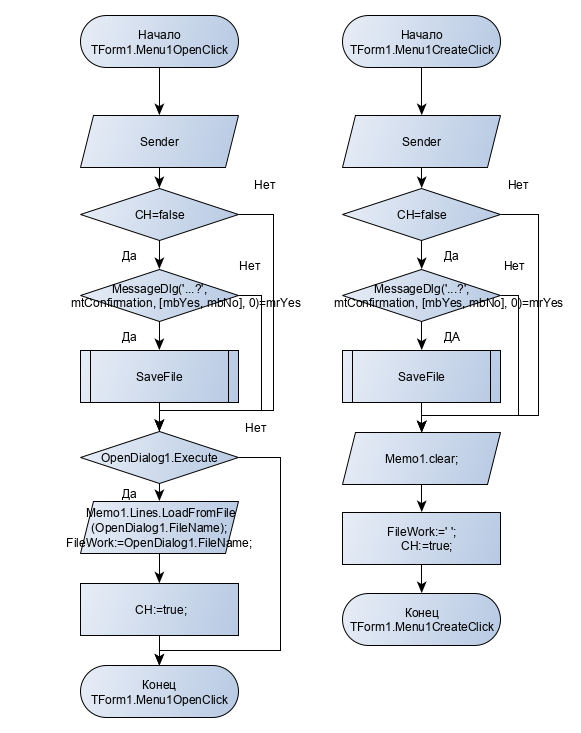 Начало
TForm1.Menu1OpenClick
Sender
Нет
CH=false
Да
Нет
MessageDlg('...?',
mtConfirmation, [mbYes, mbNo], 0)=mrYes
Да
SaveFile
Нет
OpenDialog1.Execute
Да
Memo1.Lines.LoadFromFile
(OpenDialog1.FileName);
FileWork:=OpenDialog1.FileName;
CH:=true;
Конец
TForm1.Menu1OpenClick
Начало
TForm1.Menu1CreateClick
Sender
Нет
CH=false
Да
Нет
MessageDlg('...?',
mtConfirmation, [mbYes, mbNo], 0)=mrYes
ДА
SaveFile
Memo1.clear;
FileWork:=' ';
CH:=true;
Конец
TForm1.Menu1CreateClick